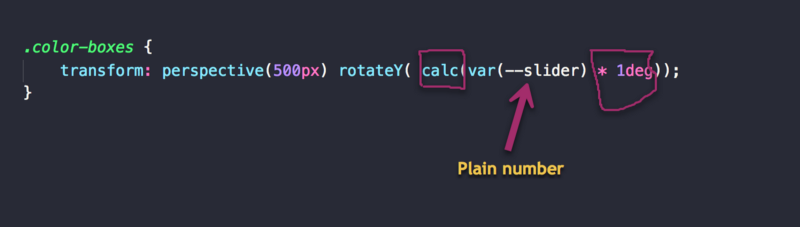 .color-boxes {
transform: perspective(500px) rotateY( calc(var(--slider) * 1deg));
}
Plain number